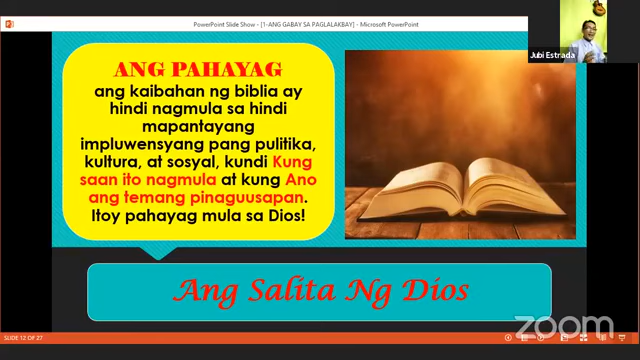 PowerPoint Slide Show - [1-ANG GABAY SA PAGLALAKBAY] - Microsoft PowerPoint
Jubi Estrada
ANG PAHAYAG
ang kaibahan ng biblia ay
hindi nagmula sa hindi
mapantayang
impluwensyang pang pulitika,
kultura, at sosyal, kundi Kung
saan ito nagmula at kung Ano
ang temang pinaguusapan.
Itoy pahayag mula sa Dios!
Ang Salita Ng Dios
SLIDE 12 OF 27
zoom